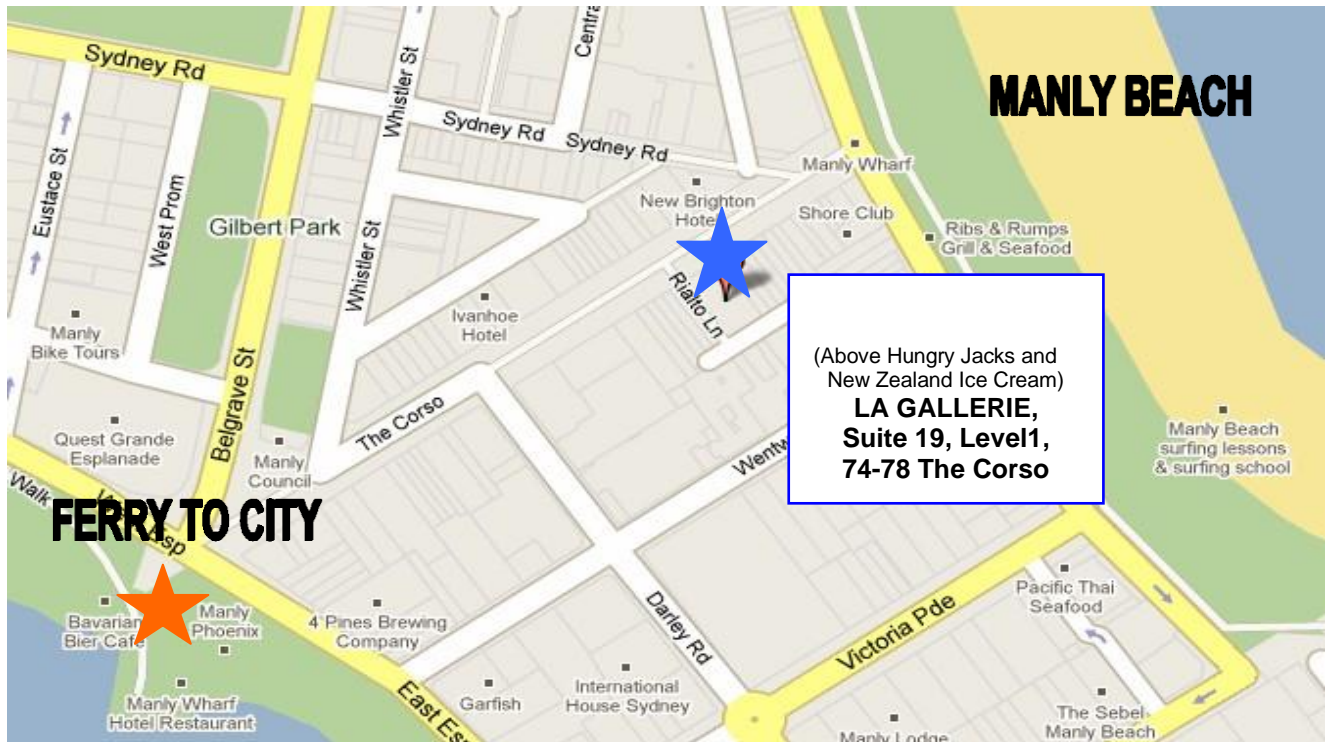 Sydney Rd
Whistler St
Centra
MANLY BEACH
Sydney Rd
Sydney Rd
Manly Wharf
Eustace St
West Prom
Gilbert Park
New Brighton
Hotel
Shore Club
Ribs & Rumps
Grill & Seafood
Whistler St
Rialto Ln
Ivanhoe
Hotel
Manly
Bike Tours
Belgrave St
(Above Hungry Jacks and
New Zealand Ice Cream)
LA GALLERIE,
Suite 19, Level1,
74-78 The Corso
The Corso
Quest Grande
Esplanade
Manly
Council
Wentw
Manly Beach
surfing lessons
& surfing school
Walk
FERRY TO CITY
Esp
Bavarian
Bier Cafe
Manly
Phoenix
4 Pines Brewing
Company
Darley Rd
Victoria Pde
Pacific Thai
Seafood
Manly Wharf
Hotel Restaurant
East Esp
Garfish
International
House Sydney
Manly Lodge
The Sebel
Manly Beach